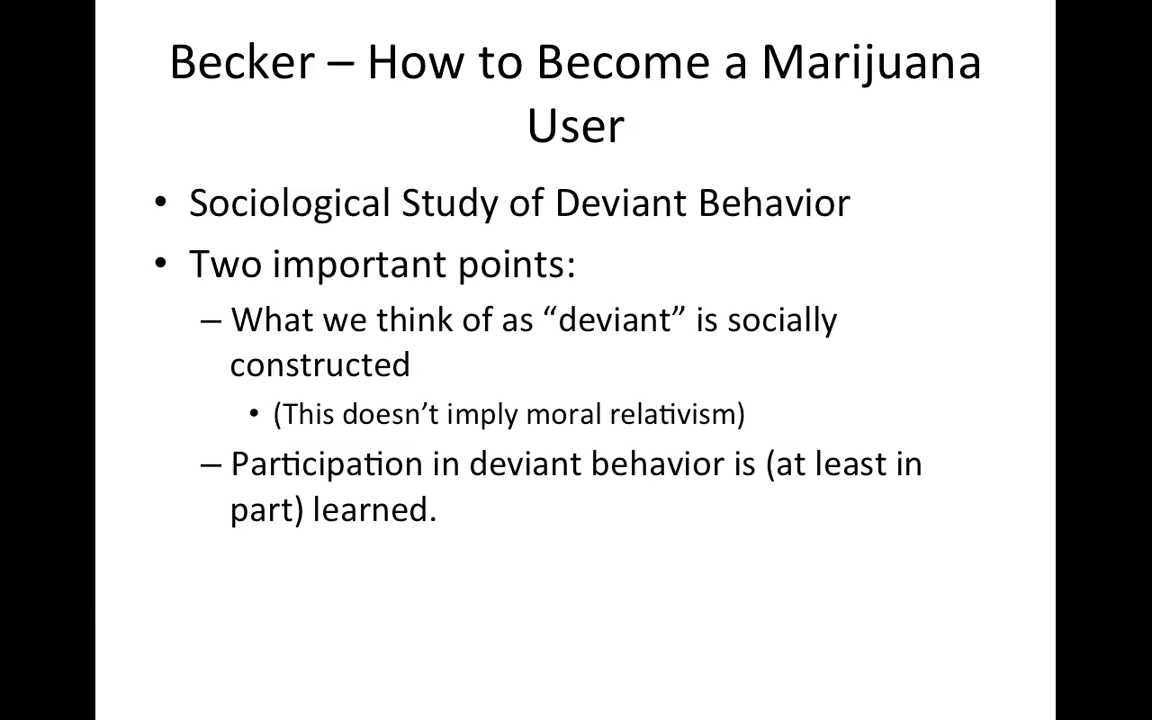 Becker – How to Become a Marijuana
User
• Sociological Study of Deviant Behavior
• Two important points:
– What we think of as “deviant” is socially
constructed
• (This doesn’t imply moral relativism)
– Participation in deviant behavior is (at least in
part) learned.